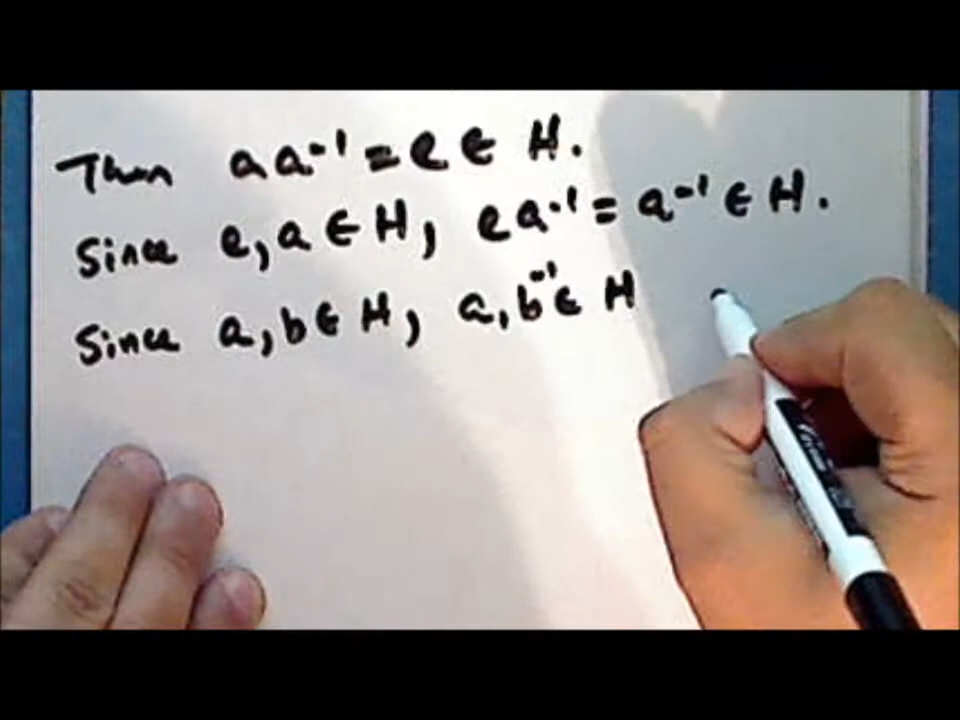 Then aa⁻¹ = e ∈ H.
Since e, a ∈ H, ea⁻¹ = a⁻¹ ∈ H.
Since a, b ∈ H, a, b⁻¹ ∈ H